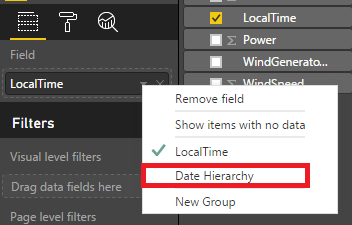 Field
LocalTime
Filters
Visual level filters
Drag data fields here
Page level filters
LocalTime
Σ Power
WindGenerato...
Σ WindSpeed
Remove field
Show items with no data
LocalTime
Date Hierarchy
New Group